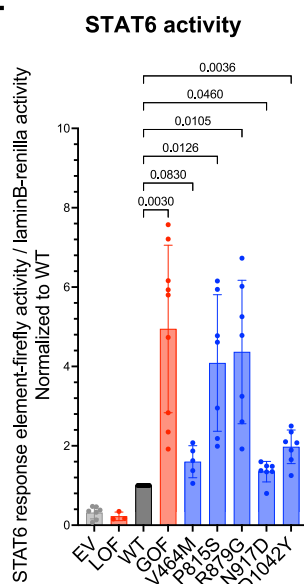 STAT6 activity
0.0036
0.0460
0.0105
0.0126
0.0830
0.0030
STAT6 response element-firefly activity / laminB-renilla activity
Normalized to WT
10
8
6
4
2
0
EV
LOF
WT
GOF
V464M
P815S
R879G
N917D
D1042Y